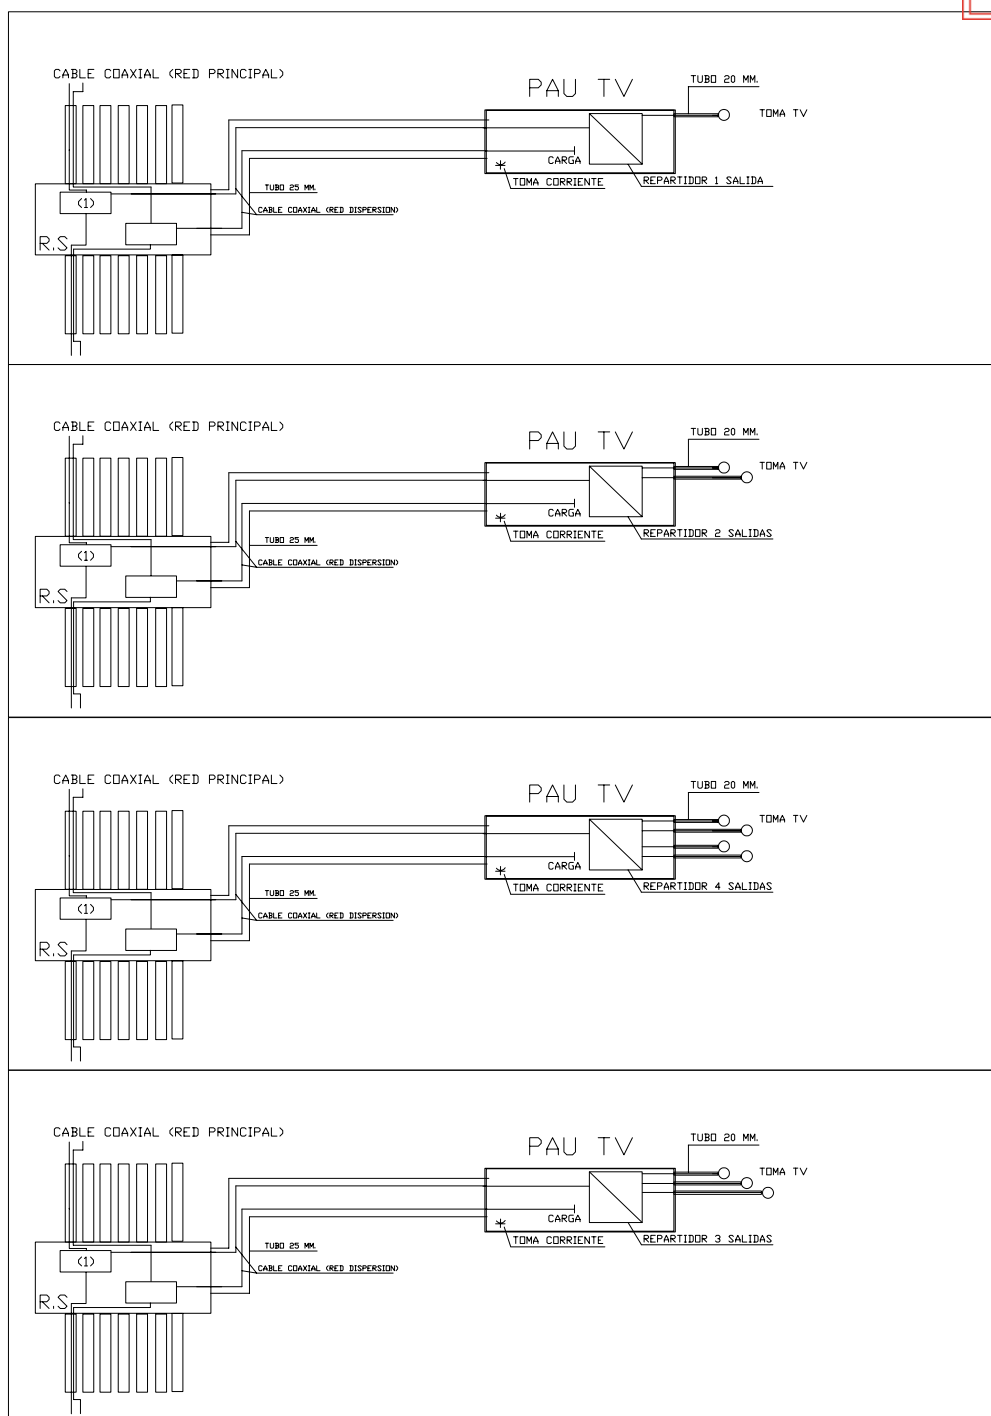 CABLE COAXIAL (RED PRINCIPAL)
PAU TV
TUBO 20 MM.
TOMA TV
CARGA
TOMA CORRIENTE
REPARTIDOR 1 SALIDA
TUBO 25 MM.
(1)
CABLE COAXIAL (RED DISPERSION)
R.S
CABLE COAXIAL (RED PRINCIPAL)
PAU TV
TUBO 20 MM.
TOMA TV
CARGA
TOMA CORRIENTE
REPARTIDOR 2 SALIDAS
TUBO 25 MM.
(1)
CABLE COAXIAL (RED DISPERSION)
R.S
CABLE COAXIAL (RED PRINCIPAL)
PAU TV
TUBO 20 MM.
TOMA TV
CARGA
TOMA CORRIENTE
REPARTIDOR 4 SALIDAS
TUBO 25 MM.
(1)
CABLE COAXIAL (RED DISPERSION)
R.S
CABLE COAXIAL (RED PRINCIPAL)
PAU TV
TUBO 20 MM.
TOMA TV
CARGA
TOMA CORRIENTE
REPARTIDOR 3 SALIDAS
TUBO 25 MM.
(1)
CABLE COAXIAL (RED DISPERSION)
R.S